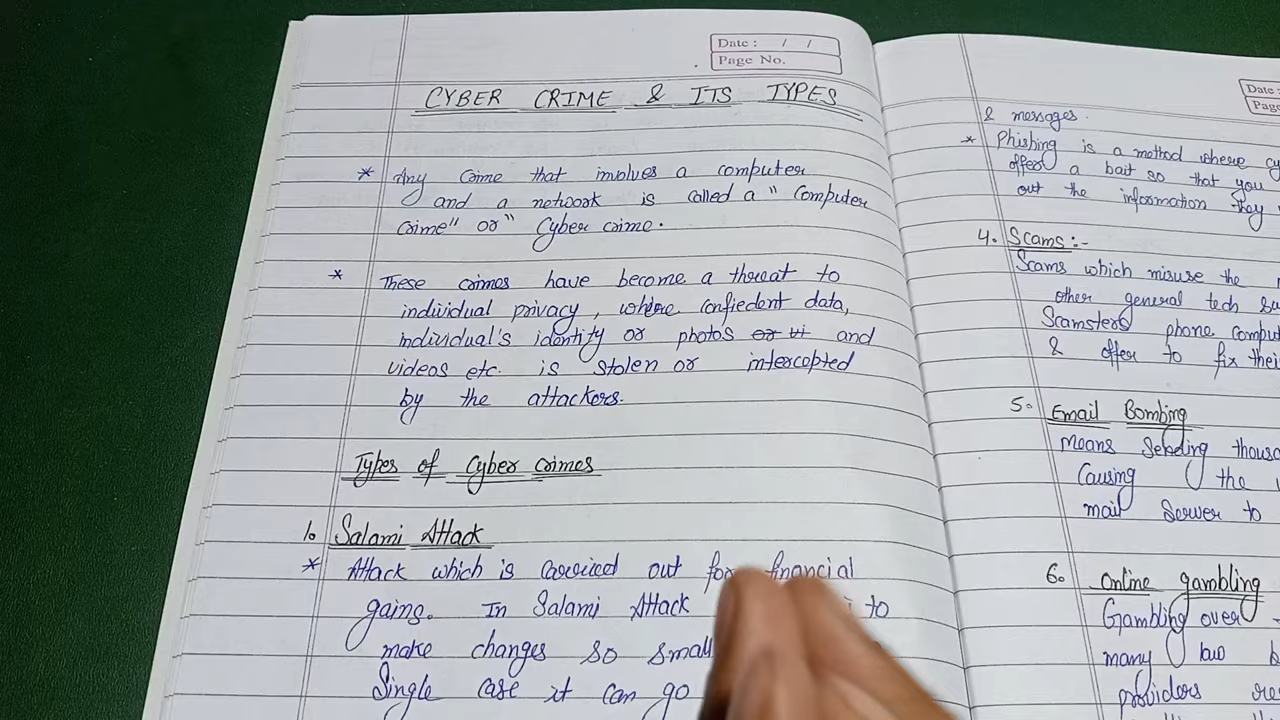 Date : / /
Page No.
CYBER CRIME & ITS TYPES
* Any Crime that involves a computer
and a network is called a " Computer
Crime" or " Cyber crime.
* These crimes have become a threat to
individual privacy, where confiedent data,
individual's identity or photos or vi and
videos etc. is stolen or intercepted
by the attackers.
Types of Cyber Crimes
1. Salami Attack
* Attack which is carried out for financial
gains. In Salami Attack to
make changes so small
Single case it can go
Date :
Page
& messages.
* Phishing is a method where
offer a bait so that you
out the information they
4. Scams:-
Scams which misuse the
other general tech
Scamsters phone
& offer to fix their
5. Email Bombing
Means Sending
Causing the
mail Server to
6. Online gambling
Gambling over
many
providers